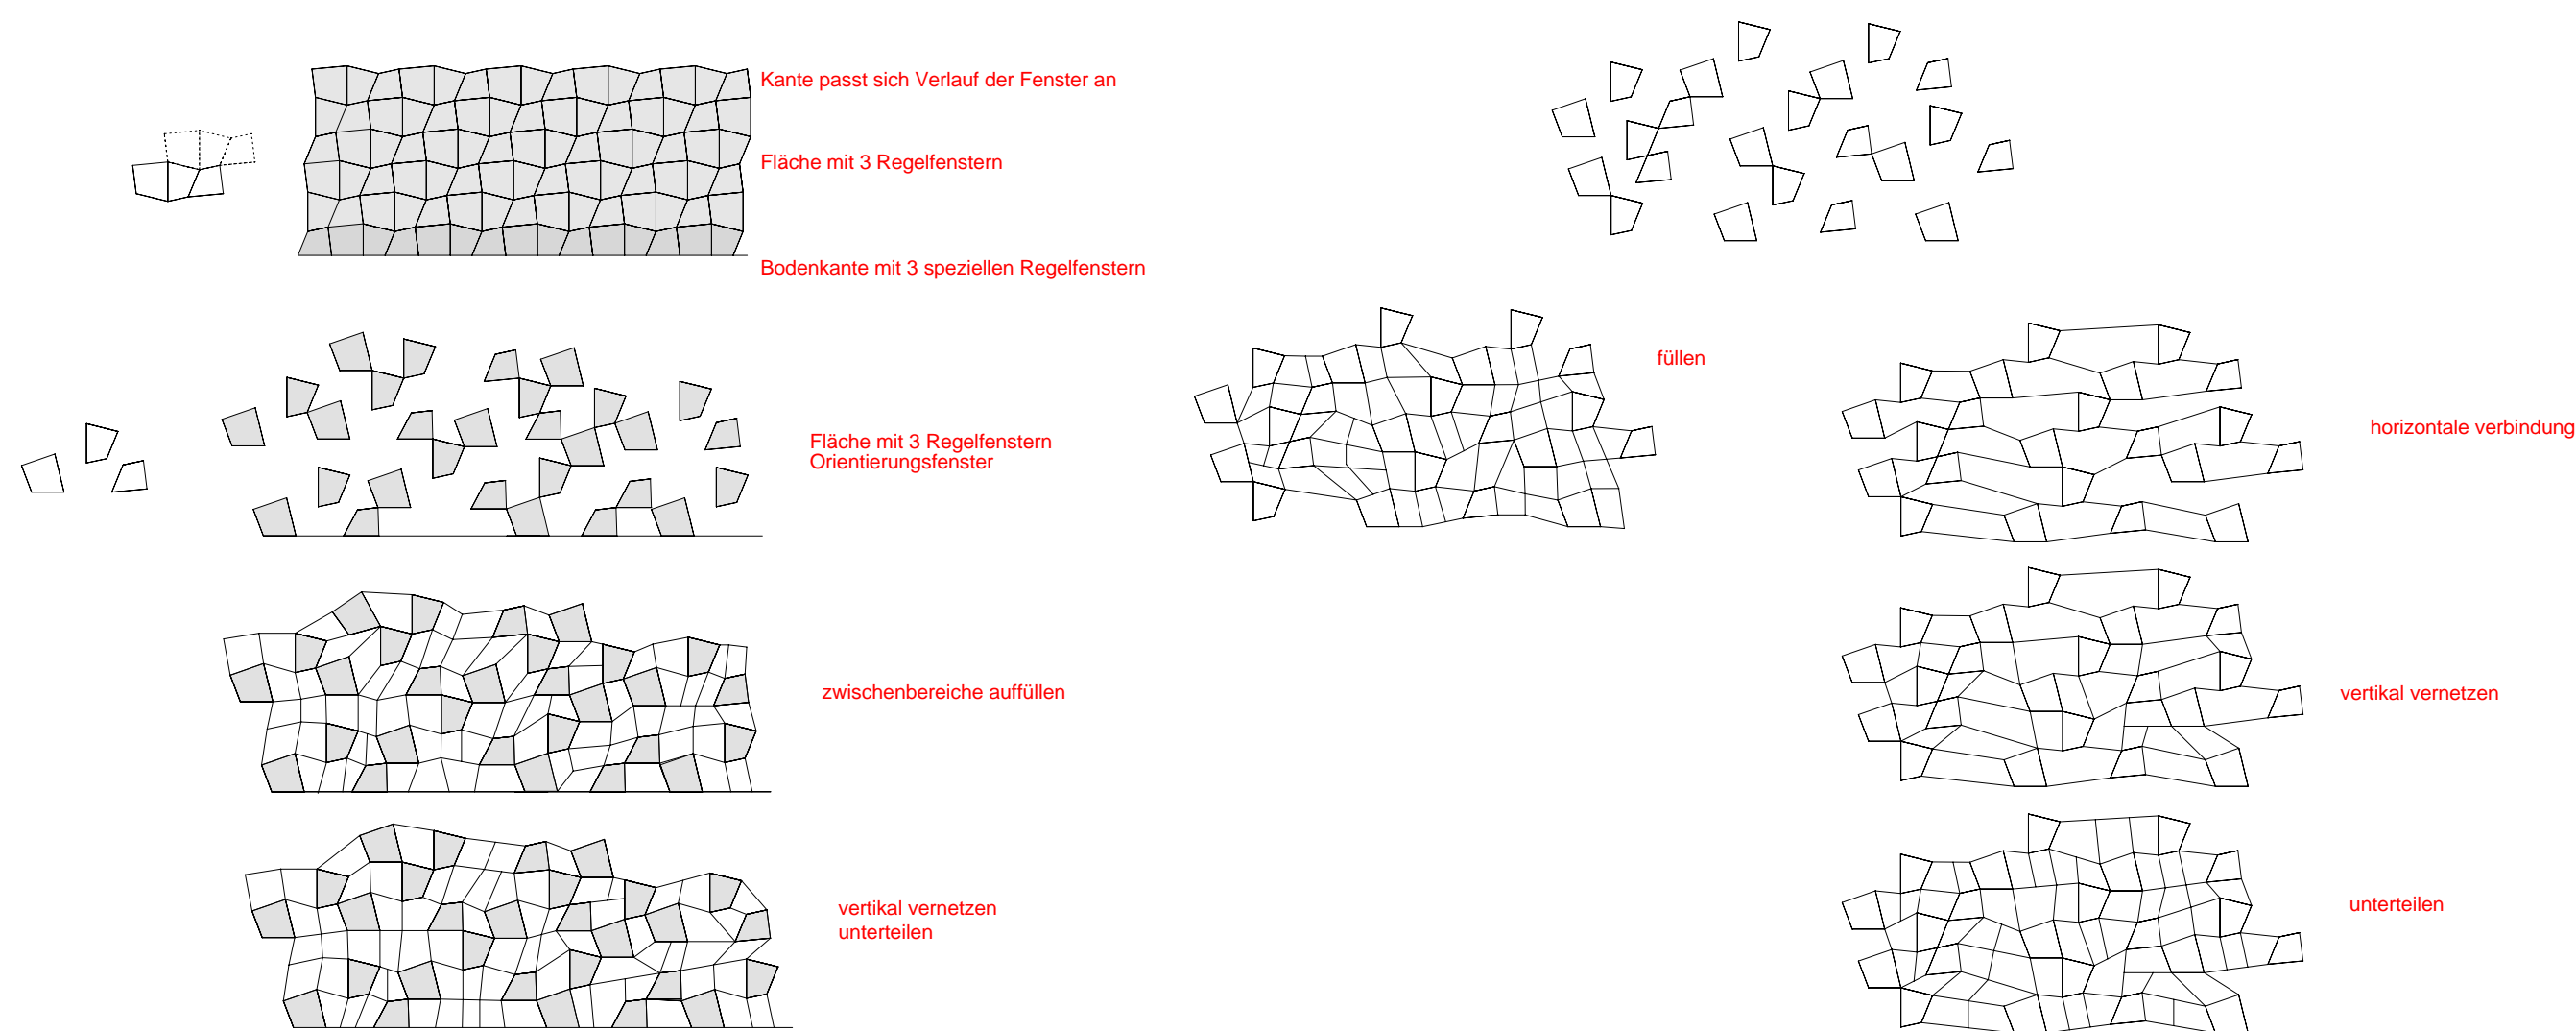 Kante passt sich Verlauf der Fenster an
Fläche mit 3 Regelfenstern
Bodenkante mit 3 speziellen Regelfenstern
Fläche mit 3 Regelfenstern
Orientierungsfenster
zwischenbereiche auffüllen
vertikal vernetzen
unterteilen
füllen
horizontale verbindung
vertikal vernetzen
unterteilen